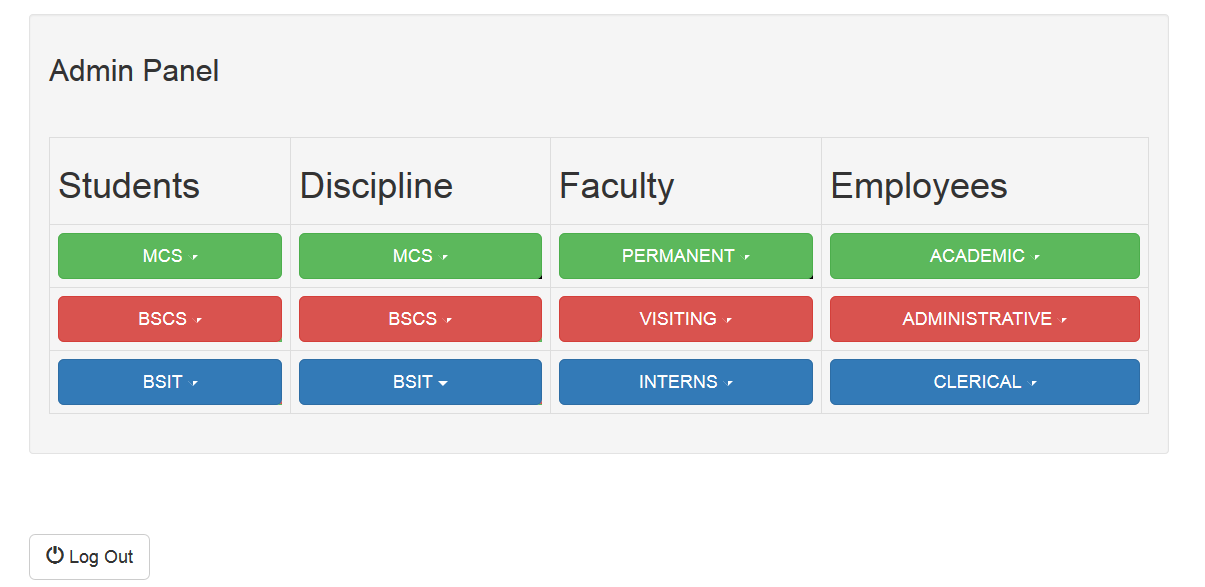 Admin Panel
Students Discipline Faculty Employees
MCS MCS PERMANENT ACADEMIC
BSCS BSCS VISITING ADMINISTRATIVE
BSIT BSIT INTERNS CLERICAL
Log Out